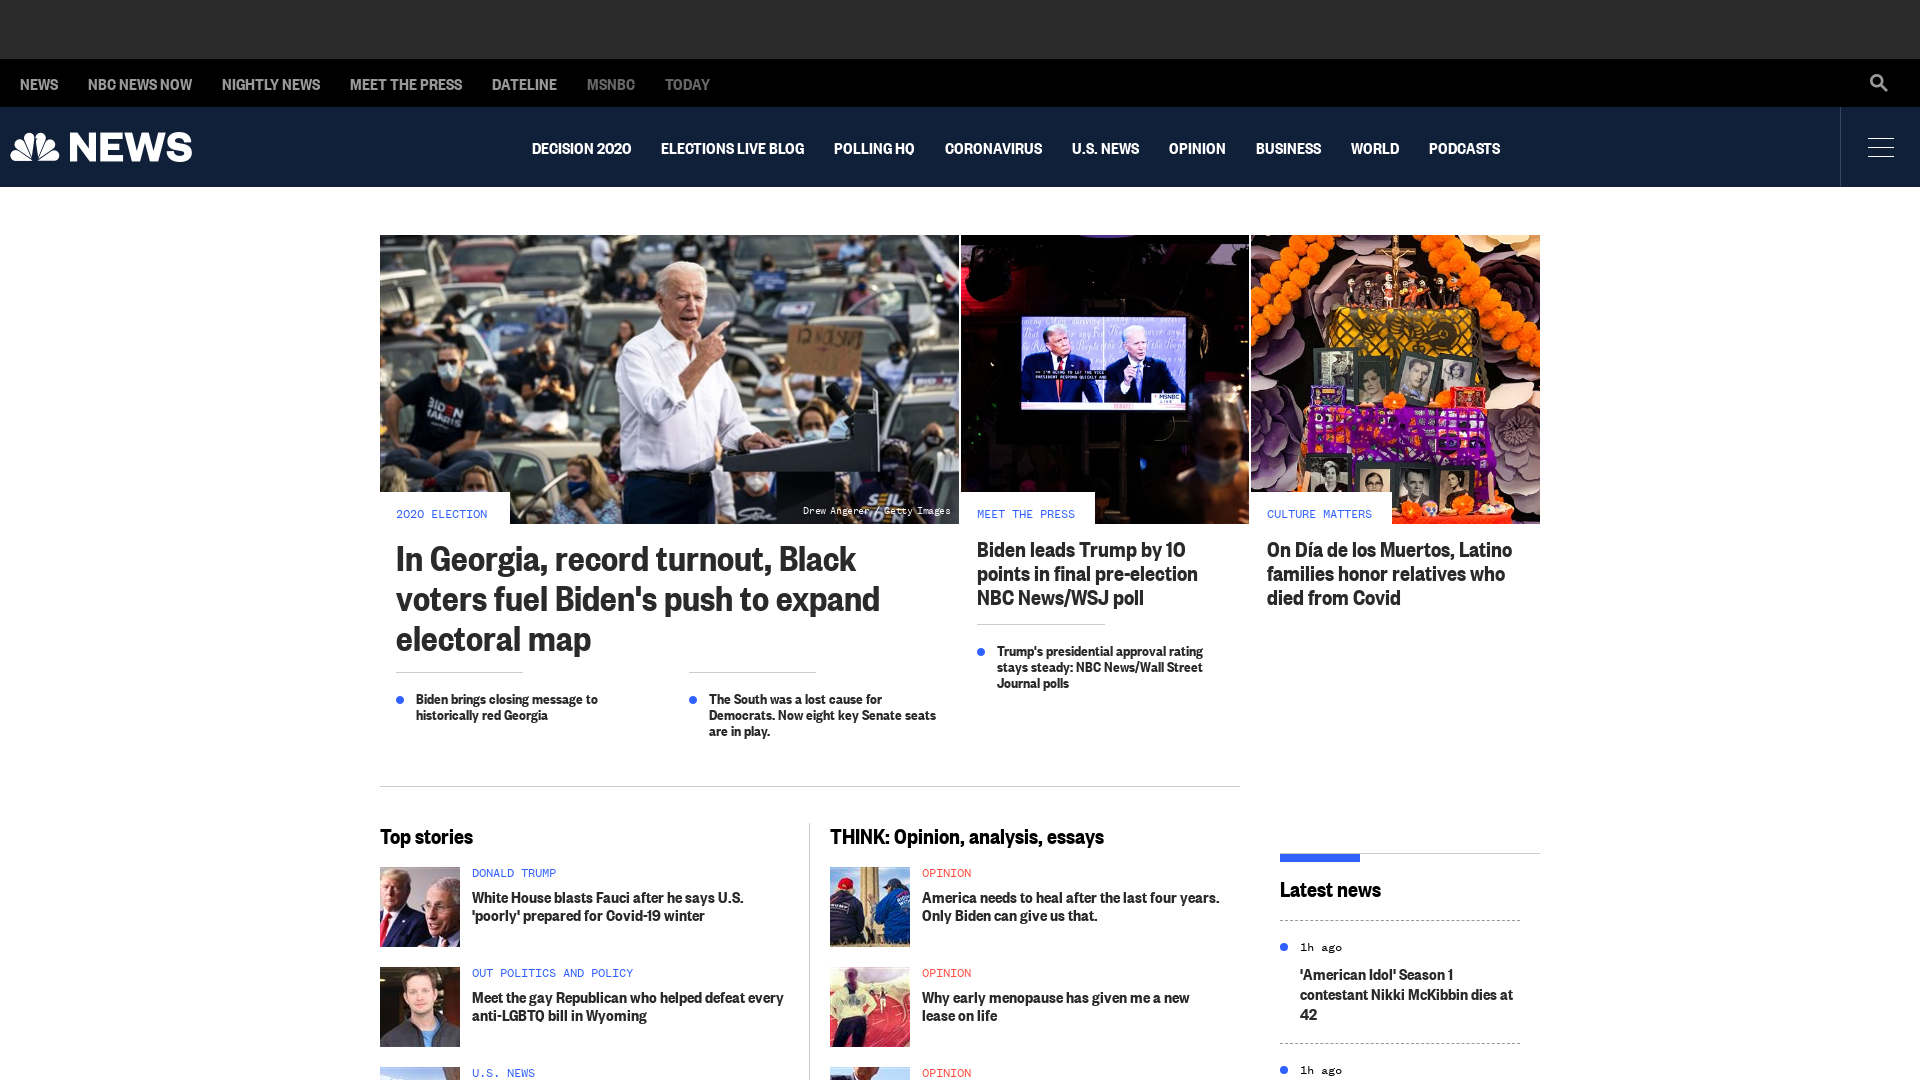 NEWS
NBC NEWS NOW
NIGHTLY NEWS
MEET THE PRESS
DATELINE
MSNBC
TODAY
NEWS
DECISION 2020
ELECTIONS LIVE BLOG
POLLING HQ
CORONAVIRUS
U.S. NEWS
OPINION
BUSINESS
WORLD
PODCASTS
BIDEN
HARRIS
Drew Angerer / Getty Images
2020 ELECTION
In Georgia, record turnout, Black
voters fuel Biden's push to expand
electoral map
Biden brings closing message to
historically red Georgia
The South was a lost cause for
Democrats. Now eight key Senate seats
are in play.
MSNBC
MEET THE PRESS
Biden leads Trump by 10
points in final pre-election
NBC News/WSJ poll
Trump's presidential approval rating
stays steady: NBC News/Wall Street
Journal polls
CULTURE MATTERS
On Día de los Muertos, Latino
families honor relatives who
died from Covid
Top stories
DONALD TRUMP
White House blasts Fauci after he says U.S.
'poorly' prepared for Covid-19 winter
OUT POLITICS AND POLICY
Meet the gay Republican who helped defeat every
anti-LGBTQ bill in Wyoming
U.S. NEWS
THINK: Opinion, analysis, essays
OPINION
America needs to heal after the last four years.
Only Biden can give us that.
OPINION
Why early menopause has given me a new
lease on life
OPINION
Latest news
1h ago
'American Idol' Season 1
contestant Nikki McKibbin dies at
42
1h ago